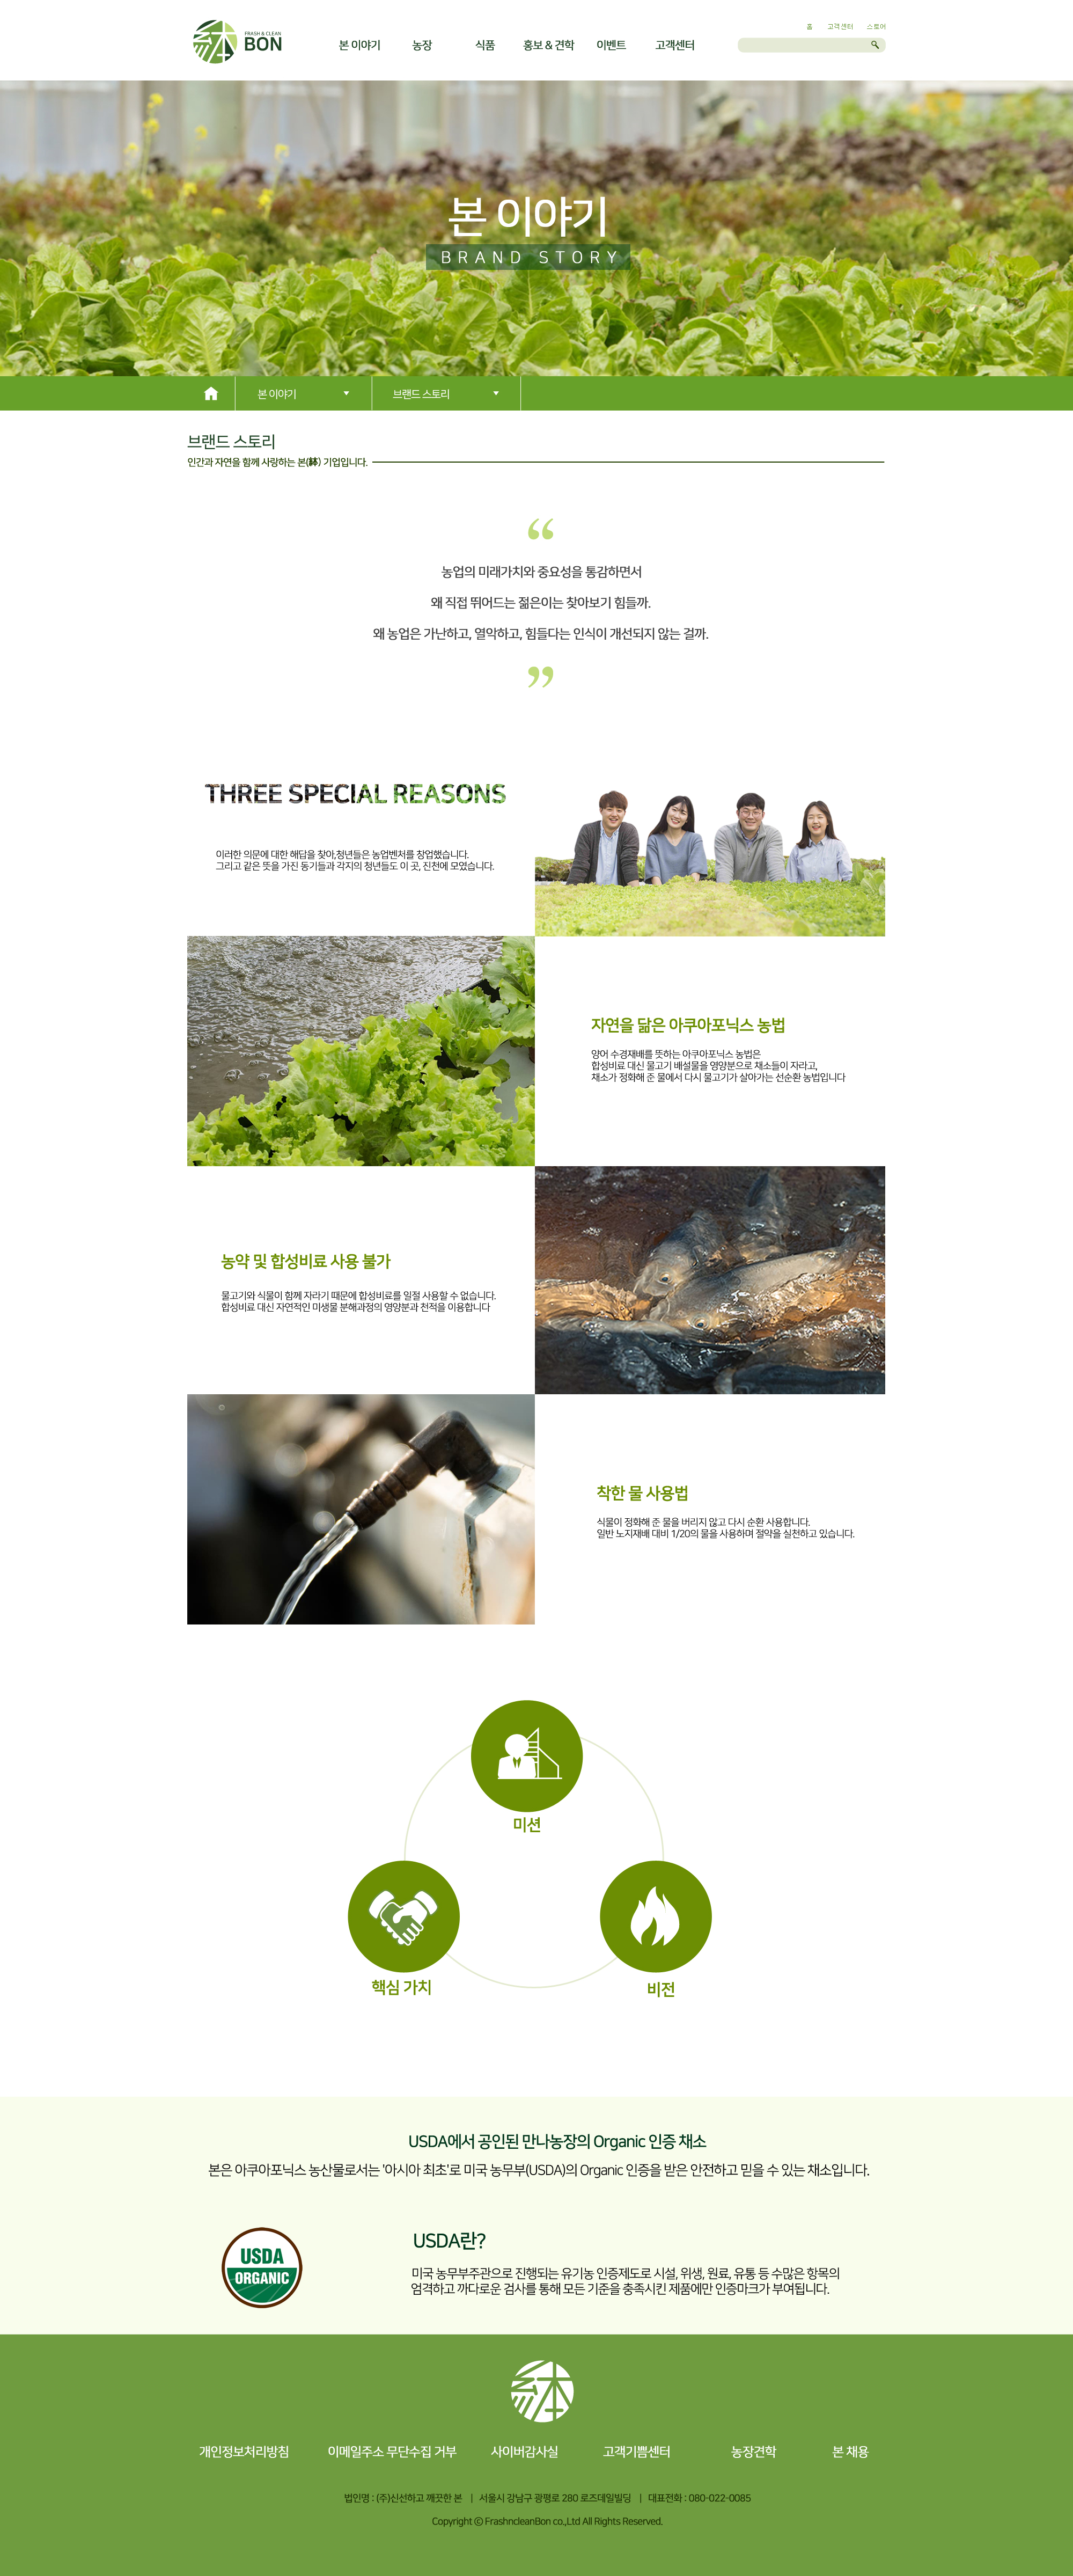 FRASH & CLEAN
BON
본 이야기
농장
식품
홍보 & 견학
이벤트
고객센터
홈
고객센터
스토어
본 이야기
BRAND STORY
본 이야기
브랜드 스토리
브랜드 스토리
인간과 자연을 함께 사랑하는 본( ) 기업입니다.
“
농업의 미래가치와 중요성을 통감하면서
왜 직접 뛰어드는 젊은이는 찾아보기 힘들까.
왜 농업은 가난하고, 열악하고, 힘들다는 인식이 개선되지 않는 걸까.
”
THREE SPECIAL REASONS
이러한 의문에 대한 해답을 찾아,청년들은 농업벤처를 창업했습니다.
그리고 같은 뜻을 가진 동기들과 각지의 청년들도 이 곳, 진천에 모였습니다.
자연을 닮은 아쿠아포닉스 농법
양어 수경재배를 뜻하는 아쿠아포닉스 농법은
합성비료 대신 물고기 배설물을 영양분으로 채소들이 자라고,
채소가 정화해 준 물에서 다시 물고기가 살아가는 선순환 농법입니다
농약 및 합성비료 사용 불가
물고기와 식물이 함께 자라기 때문에 합성비료를 일절 사용할 수 없습니다.
합성비료 대신 자연적인 미생물 분해과정의 영양분과 천적을 이용합니다
착한 물 사용법
식물이 정화해 준 물을 버리지 않고 다시 순환 사용합니다.
일반 노지재배 대비 1/20의 물을 사용하며 절약을 실천하고 있습니다.
미션
핵심 가치
비전
USDA에서 공인된 만나농장의 Organic 인증 채소
본은 아쿠아포닉스 농산물로서는 '아시아 최초'로 미국 농무부(USDA)의 Organic 인증을 받은 안전하고 믿을 수 있는 채소입니다.
USDA
ORGANIC
USDA란?
미국 농무부주관으로 진행되는 유기농 인증제도로 시설, 위생, 원료, 유통 등 수많은 항목의
엄격하고 까다로운 검사를 통해 모든 기준을 충족시킨 제품에만 인증마크가 부여됩니다.
개인정보처리방침
이메일주소 무단수집 거부
사이버감사실
고객기쁨센터
농장견학
본 채용
법인명 : (주)신선하고 깨끗한 본 | 서울시 강남구 광평로 280 로즈데일빌딩 | 대표전화 : 080-022-0085
Copyright ⓒ FrashncleanBon co.,Ltd All Rights Reserved.